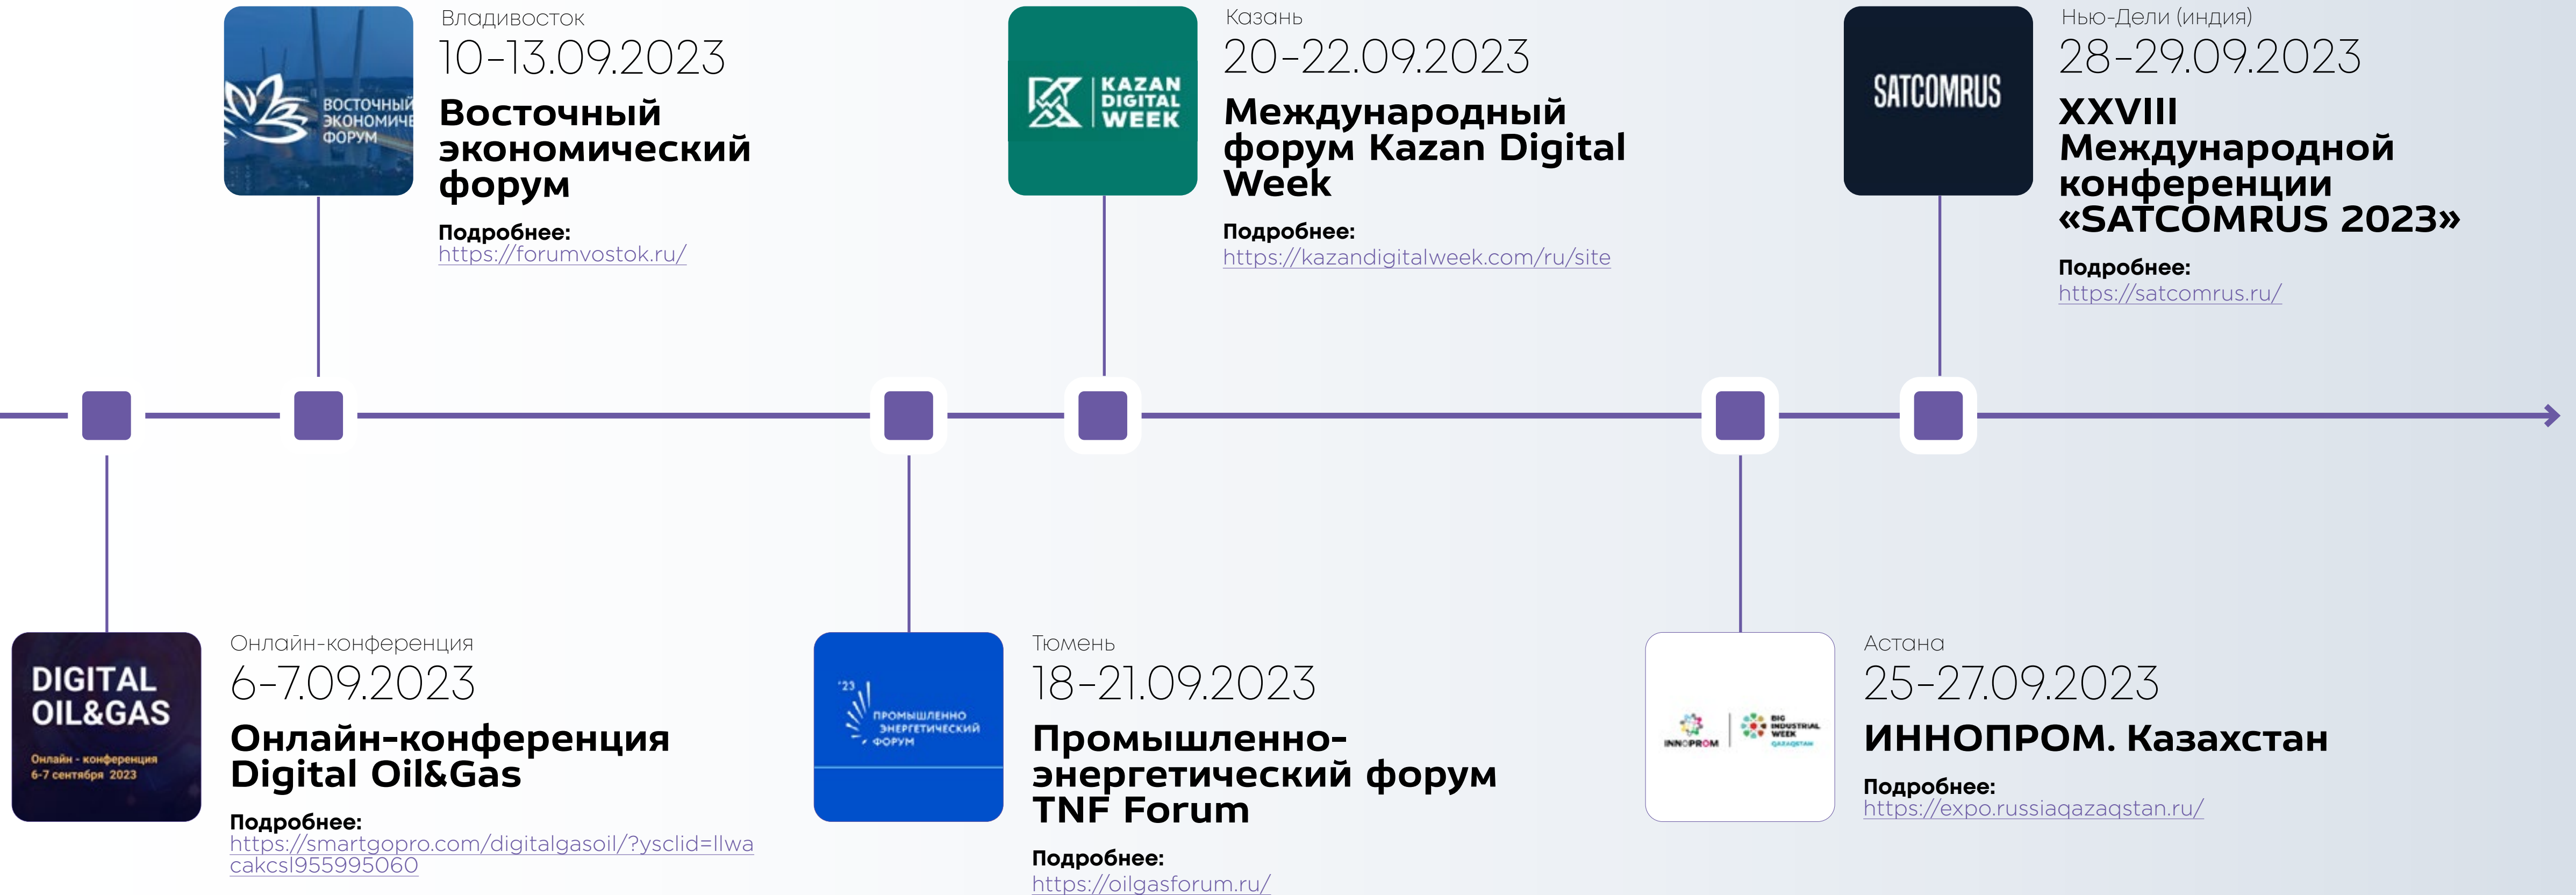 ВОСТОЧНЫЙ
ЭКОНОМИЧЕ
ФОРУМ
Владивосток
10-13.09.2023
Восточный
экономический
форум
Подробнее:
https://forumvostok.ru/
KAZAN
DIGITAL
WEEK
Казань
20-22.09.2023
Международный
форум Kazan Digital
Week
Подробнее:
https://kazandigitalweek.com/ru/site
SATCOMRUS
Нью-Дели (индия)
28-29.09.2023
XXVIII
Международной
конференции
«SATCOMRUS 2023»
Подробнее:
https://satcomrus.ru/
DIGITAL
OIL&GAS
Онлайн - конференция
6-7 сентября 2023
Онлайн-конференция
6-7.09.2023
Онлайн-конференция
Digital Oil&Gas
Подробнее:
https://smartgopro.com/digitalgasoil/?ysclid=llwa
cakcsl955995060
'23
ПРОМЫШЛЕННО
ЭНЕРГЕТИЧЕСКИЙ
ФОРУМ
Тюмень
18-21.09.2023
Промышленно-
энергетический форум
TNF Forum
Подробнее:
https://oilgasforum.ru/
INNOPROM
BIG
INDUSTRIAL
WEEK
QAZAQSTAN
Астана
25-27.09.2023
ИННОПРОМ. Казахстан
Подробнее:
https://expo.russiaqazaqstan.ru/